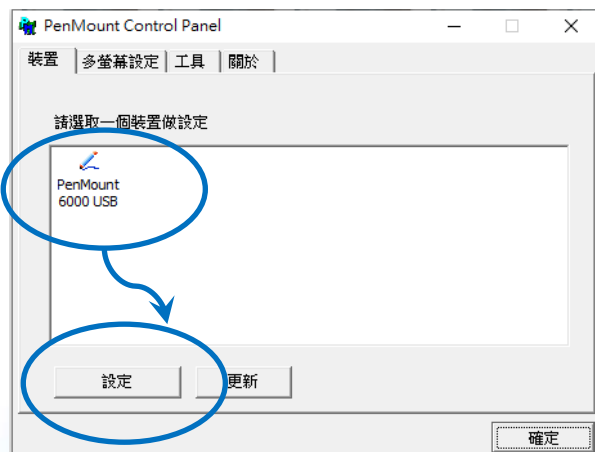 PenMount Control Panel
裝置 多螢幕設定 工具 關於
請選取一個裝置做設定
PenMount
6000 USB
設定 更新
確定